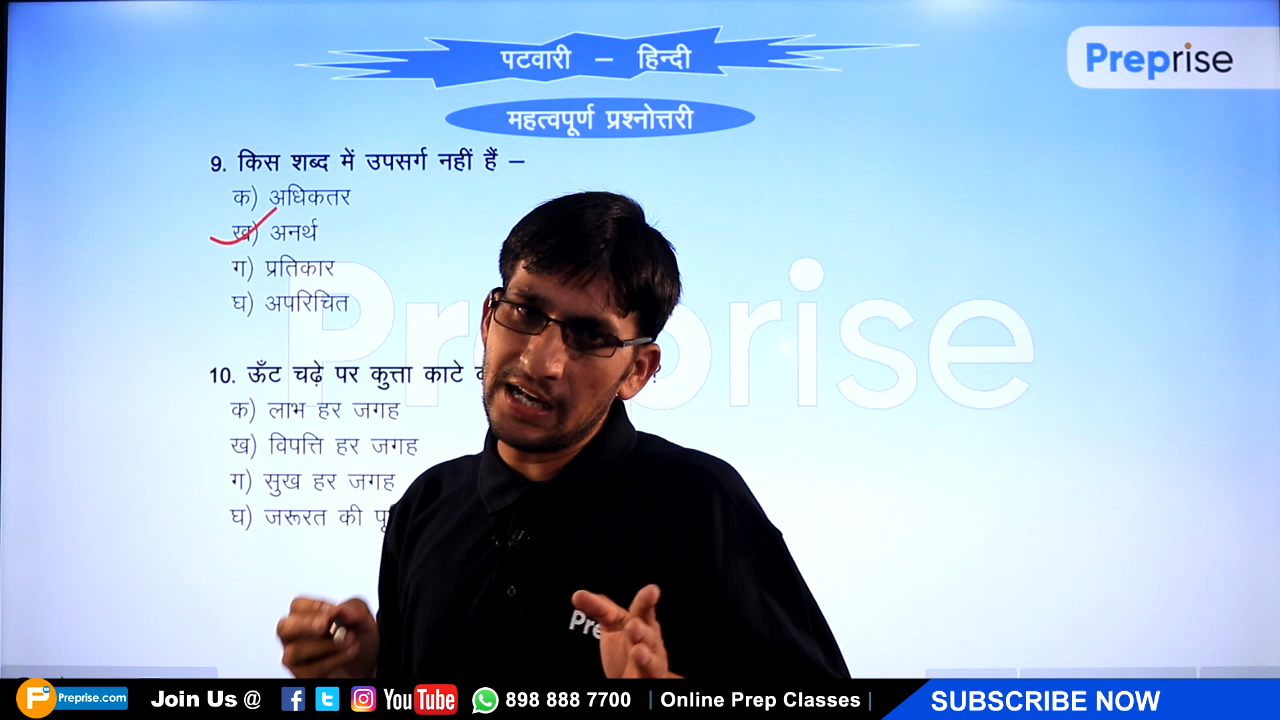 पटवारी – हिन्दी
Preprise
महत्वपूर्ण प्रश्नोत्तरी
9. किस शब्द में उपसर्ग नहीं हैं –
क) अधिकतर
ख) अनर्थ
ग) प्रतिकार
घ) अपरिचित
10. ऊँट चढ़े पर कुत्ता काटे ?
क) लाभ हर जगह
ख) विपत्ति हर जगह
ग) सुख हर जगह
घ) जरूरत की
Preprise.com Join Us @ YouTube 898 888 7700 | Online Prep Classes | SUBSCRIBE NOW